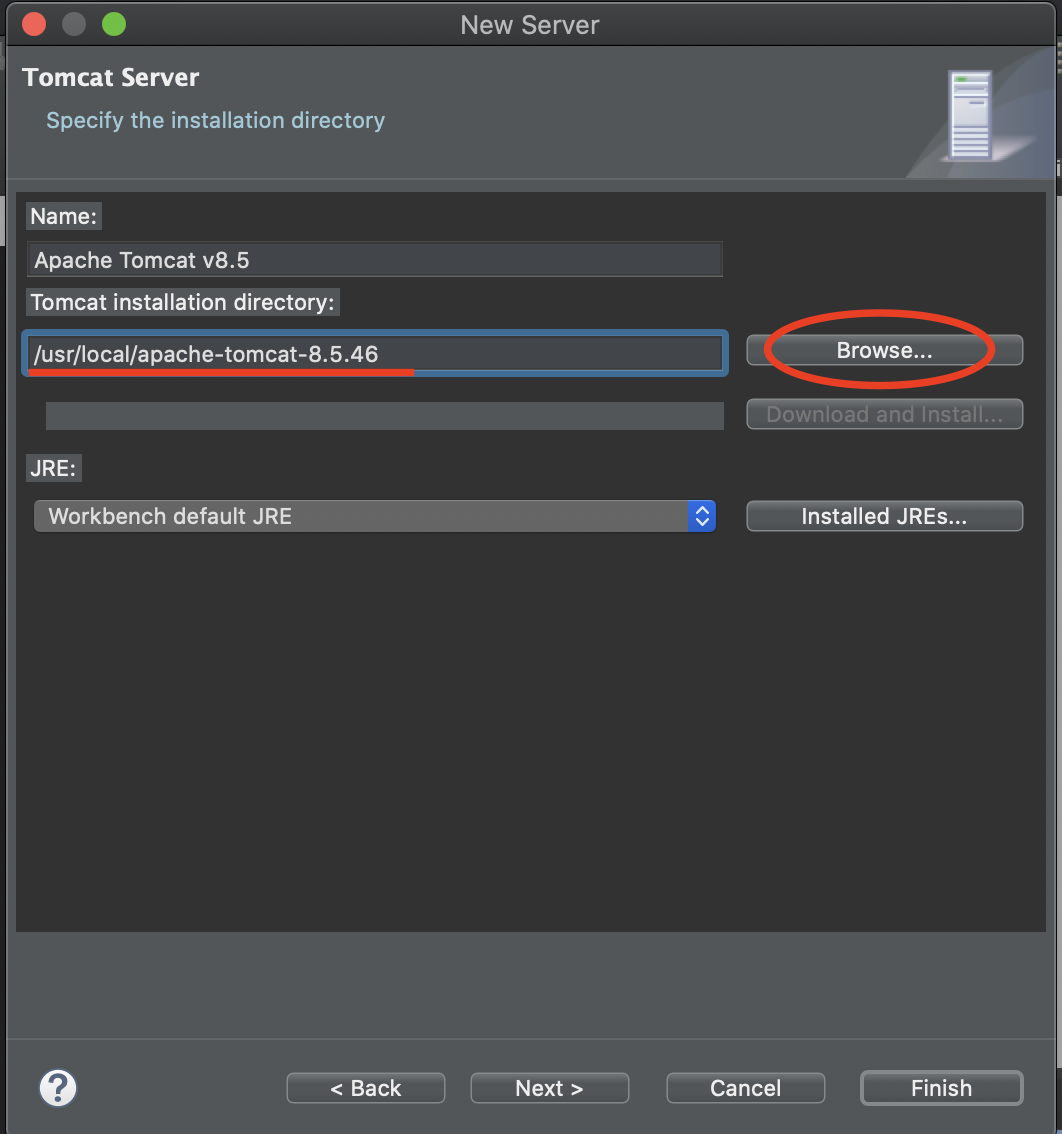 New Server
Tomcat Server
Specify the installation directory
Name:
Apache Tomcat v8.5
Tomcat installation directory:
/usr/local/apache-tomcat-8.5.46
Browse...
Download and Install...
JRE:
Workbench default JRE
Installed JREs...
?
< Back
Next >
Cancel
Finish